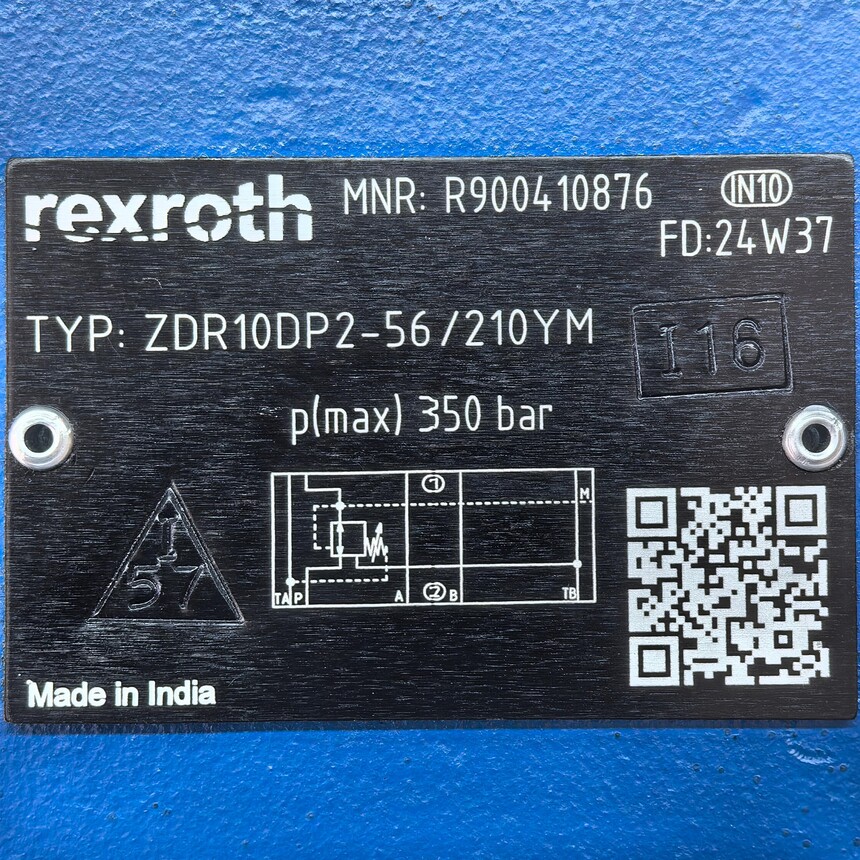 rexroth MNR: R900410876 IN10
FD:24W37
TYP: ZDR10DP2-56/210YM
I16
p(max) 350 bar
1
M
I
57
TA P A 2 B TB
Made in India